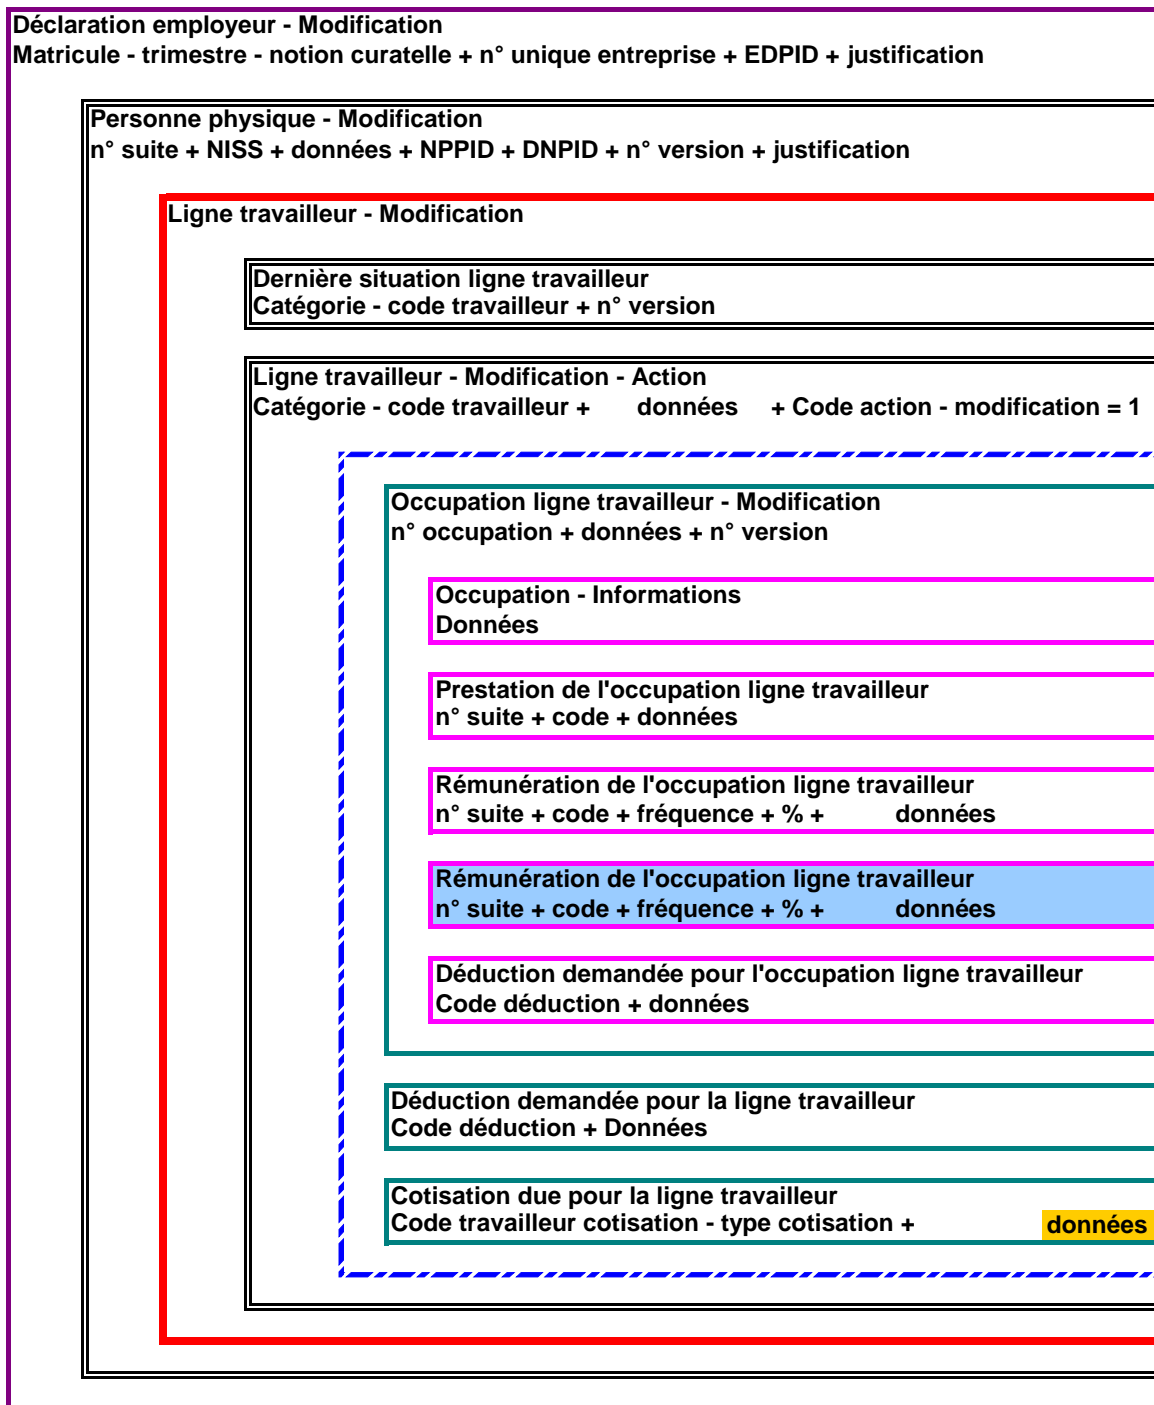 Déclaration employeur - Modification
Matricule - trimestre - notion curatelle + n° unique entreprise + EDPID + justification
Personne physique - Modification
n° suite + NISS + données + NPPID + DNPID + n° version + justification
Ligne travailleur - Modification
Dernière situation ligne travailleur
Catégorie - code travailleur + n° version
Ligne travailleur - Modification - Action
Catégorie - code travailleur + données + Code action - modification = 1
Occupation ligne travailleur - Modification
n° occupation + données + n° version
Occupation - Informations
Données
Prestation de l'occupation ligne travailleur
n° suite + code + données
Rémunération de l'occupation ligne travailleur
n° suite + code + fréquence + % + données
Rémunération de l'occupation ligne travailleur
n° suite + code + fréquence + % + données
Déduction demandée pour l'occupation ligne travailleur
Code déduction + données
Déduction demandée pour la ligne travailleur
Code déduction + Données
Cotisation due pour la ligne travailleur
Code travailleur cotisation - type cotisation + données